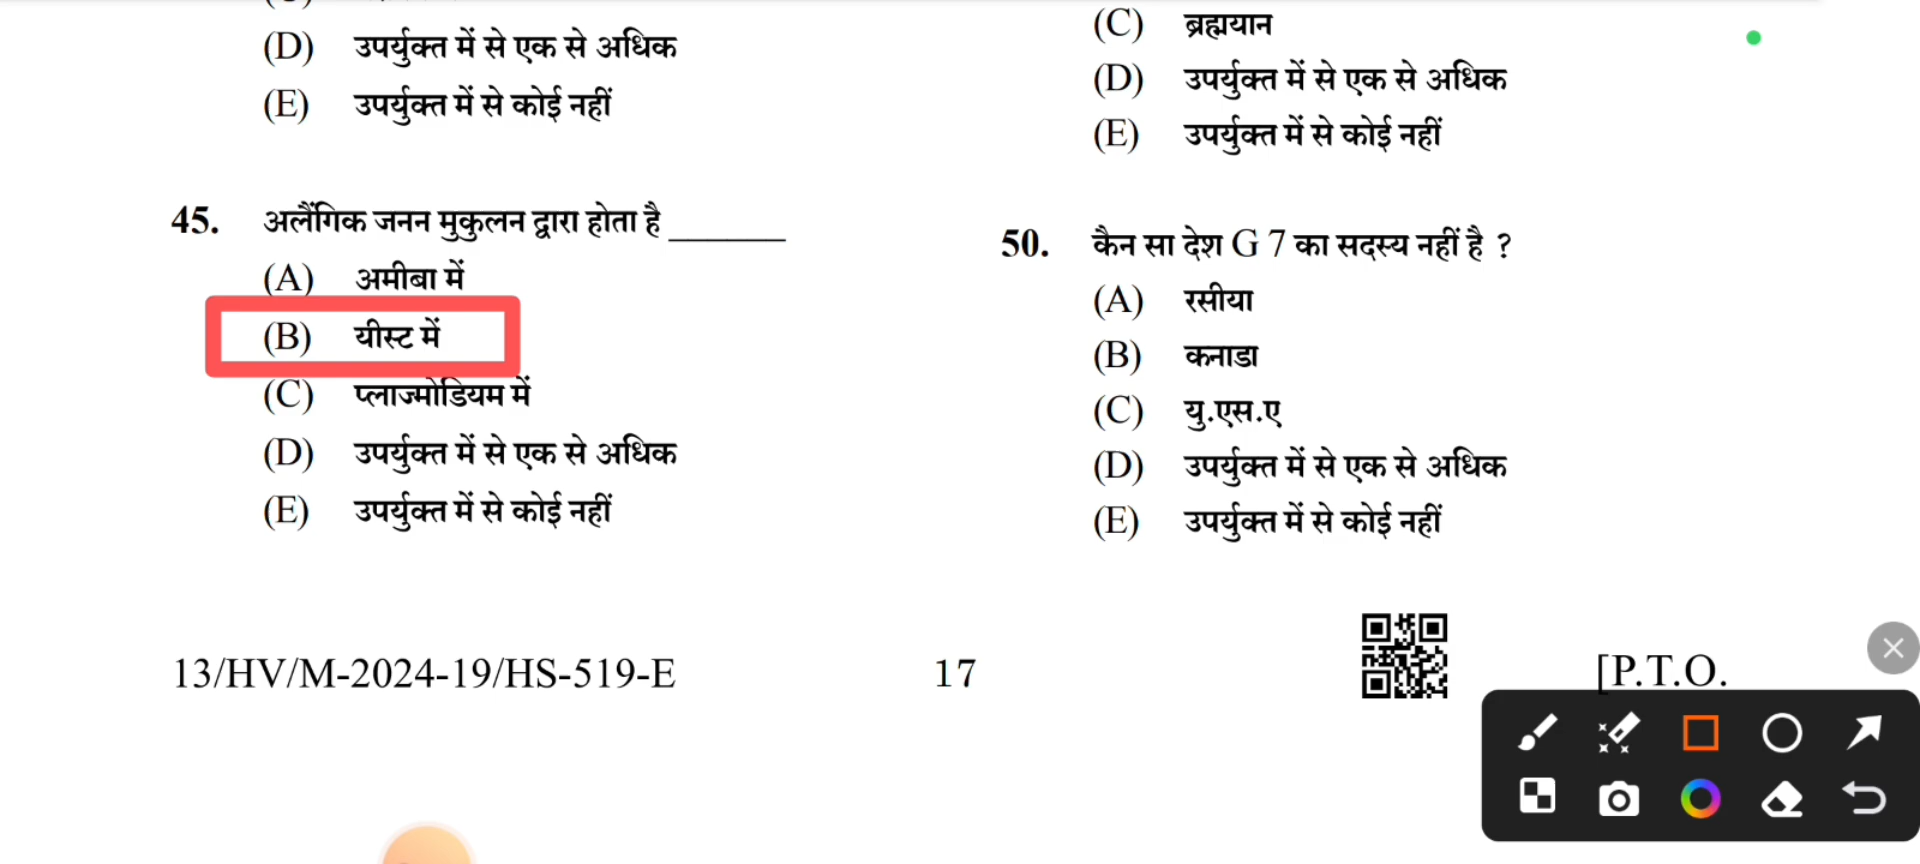 (D) उपर्युक्त में से एक से अधिक
(E) उपर्युक्त में से कोई नहीं
45. अलैंगिक जनन मुकुलन द्वारा होता है ______
(A) अमीबा में
(B) यीस्ट में
(C) प्लाज्मोडियम में
(D) उपर्युक्त में से एक से अधिक
(E) उपर्युक्त में से कोई नहीं
(C) ब्रह्मयान
(D) उपर्युक्त में से एक से अधिक
(E) उपर्युक्त में से कोई नहीं
50. कैन सा देश G 7 का सदस्य नहीं है ?
(A) रसीया
(B) कनाडा
(C) यु.एस.ए
(D) उपर्युक्त में से एक से अधिक
(E) उपर्युक्त में से कोई नहीं
13/HV/M-2024-19/HS-519-E 17 [P.T.O.